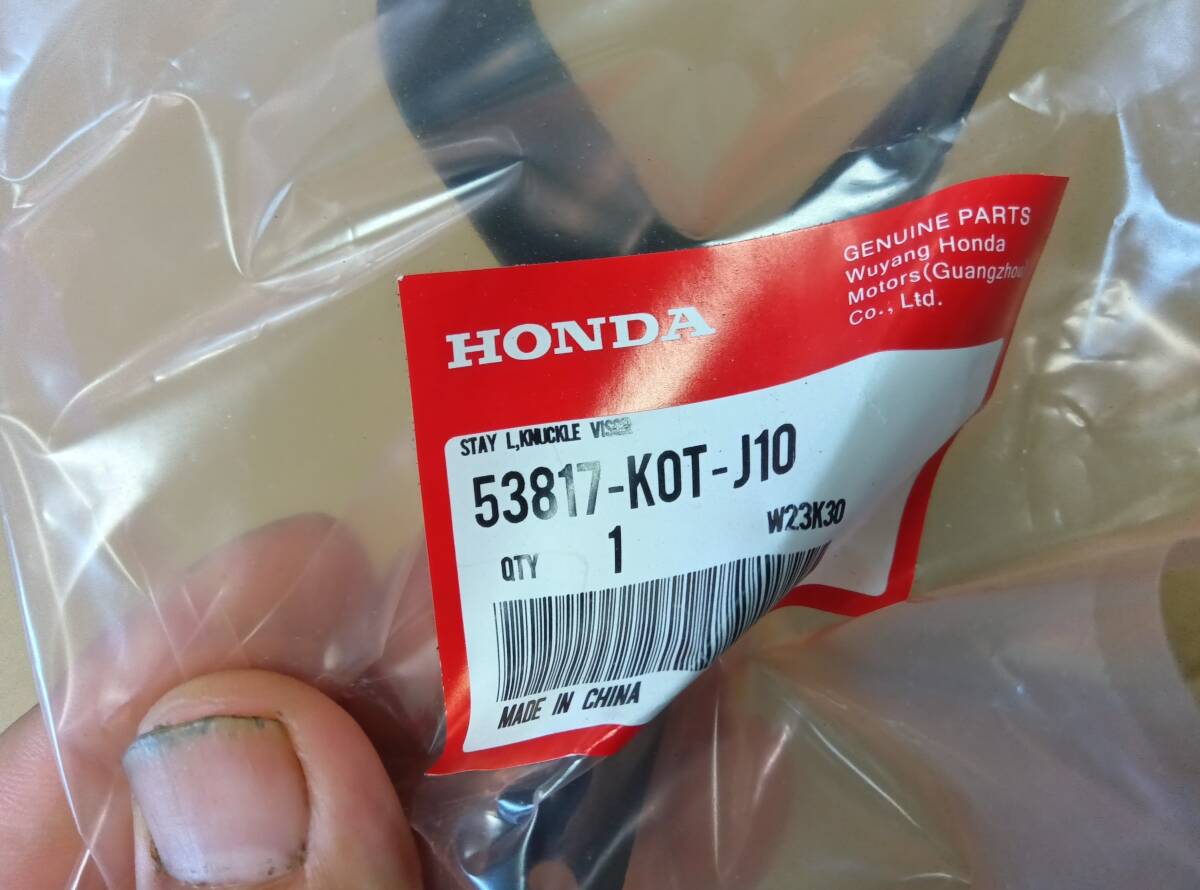 GENUINE PARTS
Wuyang Honda
Motors(Guangzhou)
Co., Ltd.
HONDA
STAY L,KNUCKLE VISOR
53817-K0T-J10
W23K30
QTY 1
MADE IN CHINA